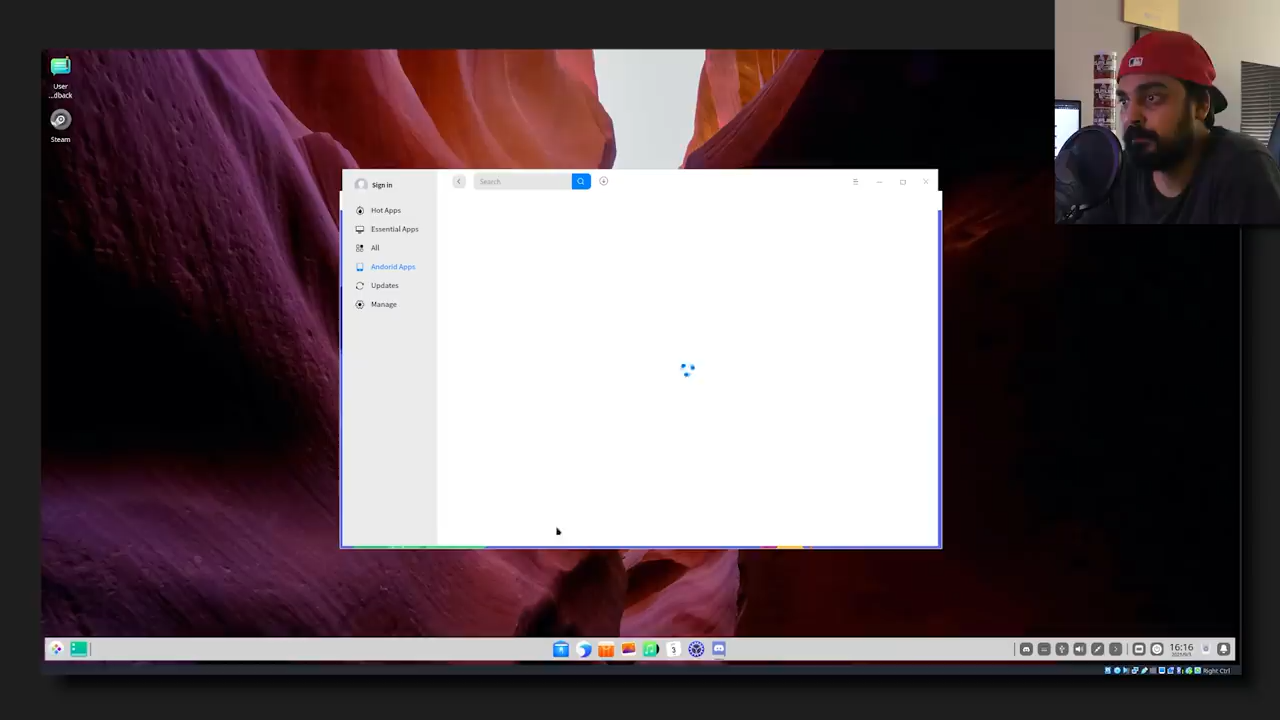 User
...dback
Steam
Sign in
Search
Hot Apps
Essential Apps
All
Andorid Apps
Updates
Manage
16:16
Right Ctrl